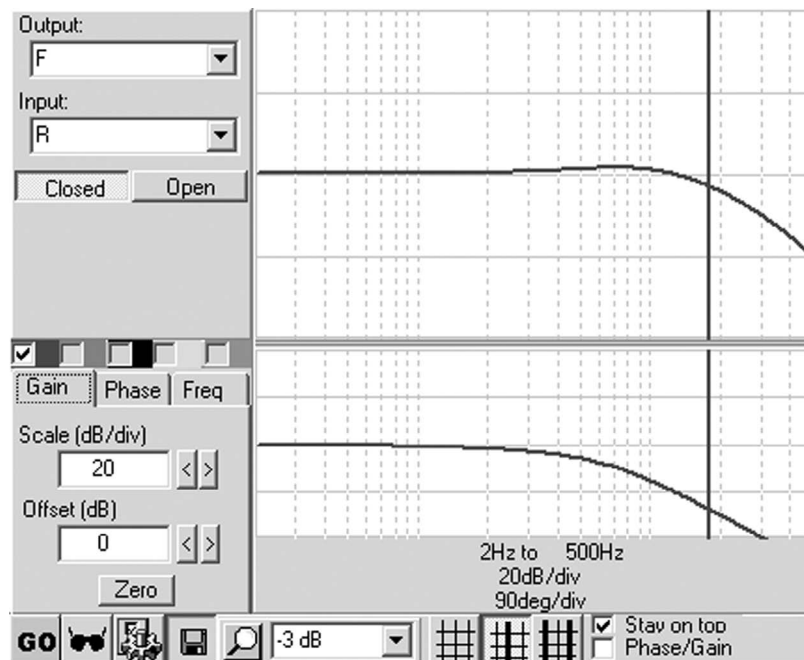 Output:
F
Input:
R
Closed Open
Gain Phase Freq
Scale (dB/div)
20 < >
Offset (dB)
0 < >
Zero
2Hz to 500Hz
20dB/div
90deg/div
GO -3 dB
Stay on top
Phase/Gain